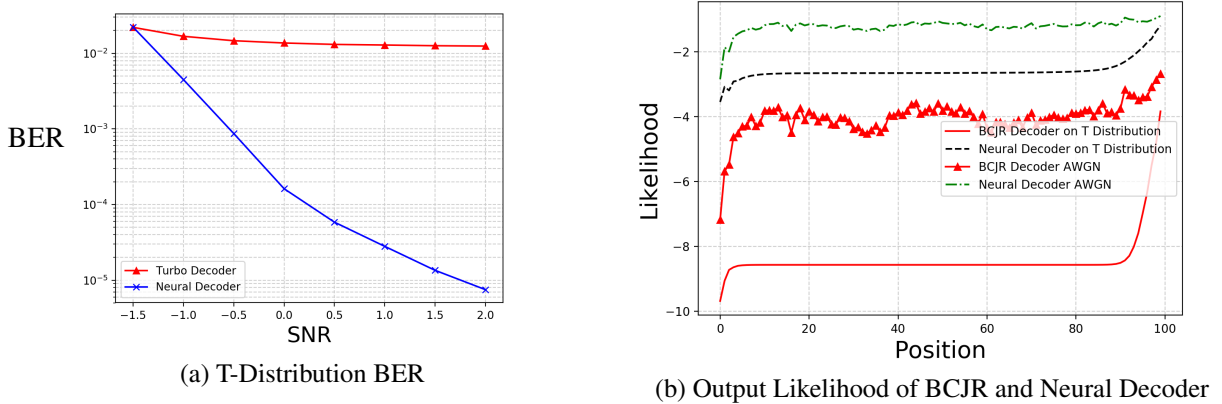 BER
10⁻²
10⁻³
10⁻⁴
10⁻⁵
Turbo Decoder
Neural Decoder
−1.5 −1.0 −0.5 0.0 0.5 1.0 1.5 2.0
SNR
(a) T-Distribution BER
Likelihood
−2
−4
−6
−8
−10
BCJR Decoder on T Distribution
Neural Decoder on T Distribution
BCJR Decoder AWGN
Neural Decoder AWGN
0 20 40 60 80 100
Position
(b) Output Likelihood of BCJR and Neural Decoder